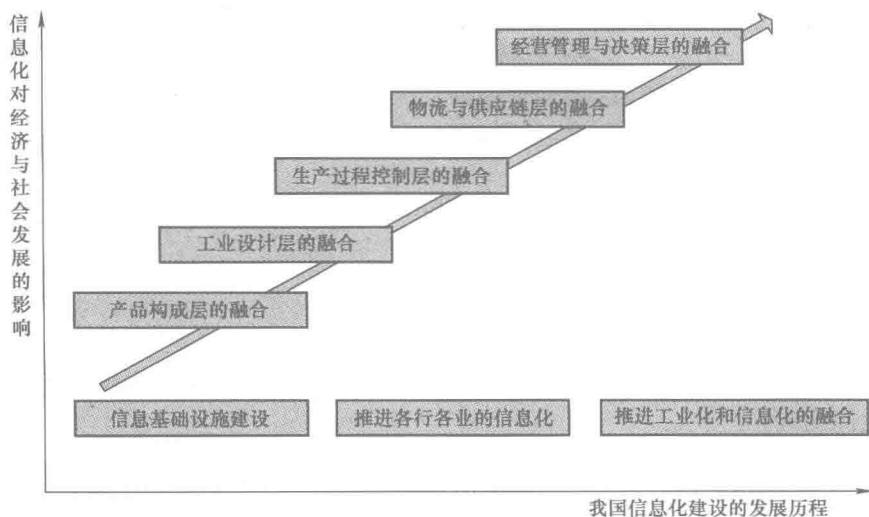 信息化对经济与社会发展的影响
经营管理与决策层的融合
物流与供应链层的融合
生产过程控制层的融合
工业设计层的融合
产品构成层的融合
信息基础设施建设
推进各行各业的信息化
推进工业化和信息化的融合
我国信息化建设的发展历程